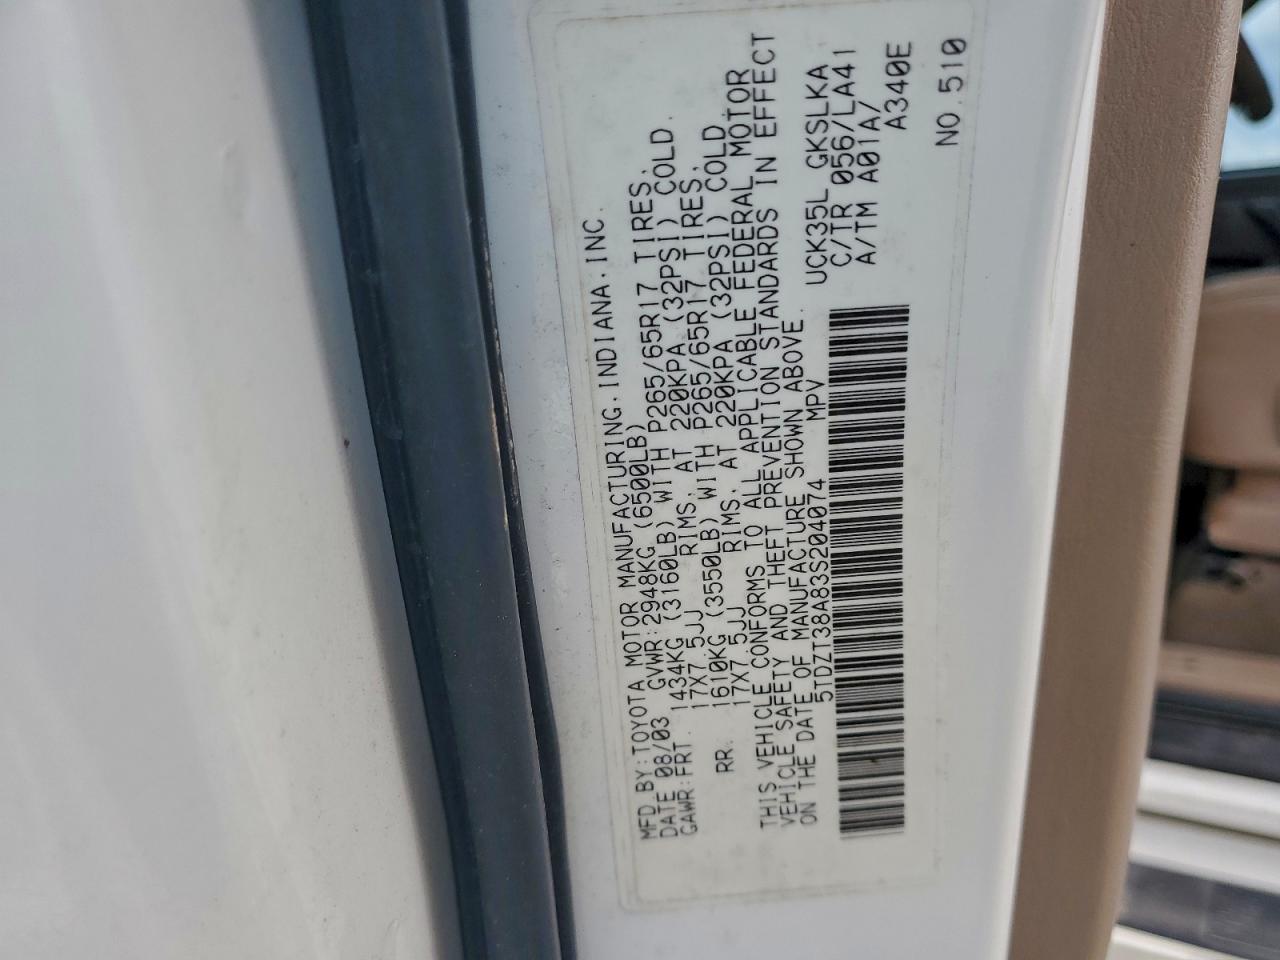 MFD.BY:TOYOTA MOTOR MANUFACTURING,INDIANA,INC.
DATE 08/03 GVWR:2948KG(6500LB)
GAWR:FRT. 1434KG (3160LB) WITH P265/65R17 TIRES,
17X7.5JJ RIMS, AT 220KPA (32PSI) COLD.
RR. 1610KG (3550LB) WITH P265/65R17 TIRES,
17X7.5JJ RIMS, AT 220KPA (32PSI) COLD.
THIS VEHICLE CONFORMS TO ALL APPLICABLE FEDERAL MOTOR
VEHICLE SAFETY AND THEFT PREVENTION STANDARDS IN EFFECT
ON THE DATE OF MANUFACTURE SHOWN ABOVE.
5TDZT38A83S204074 MPV
UCK35L GKSLKA
C/TR 056/LA41
A/TM A01A/
A340E
NO.510